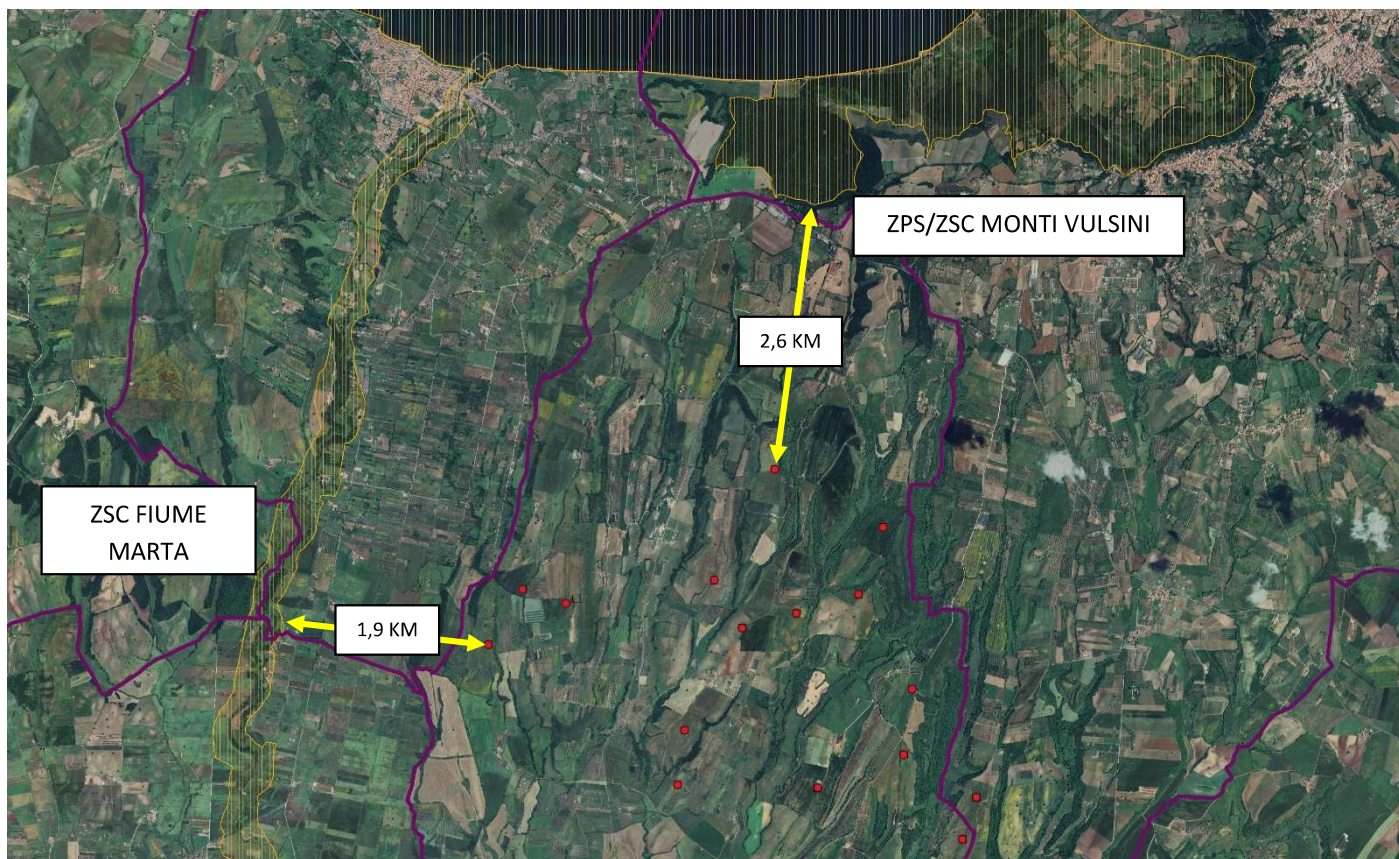 ZPS/ZSC MONTI VULSINI
2,6 KM
ZSC FIUME
MARTA
1,9 KM